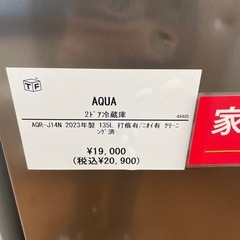 TF
AQUA
2ドア冷蔵庫
49485
AQR-J14N 2023年製 135L 打痕有/ニオイ有 クリーニ
ング済
¥19,000
(税込¥20,900)
家